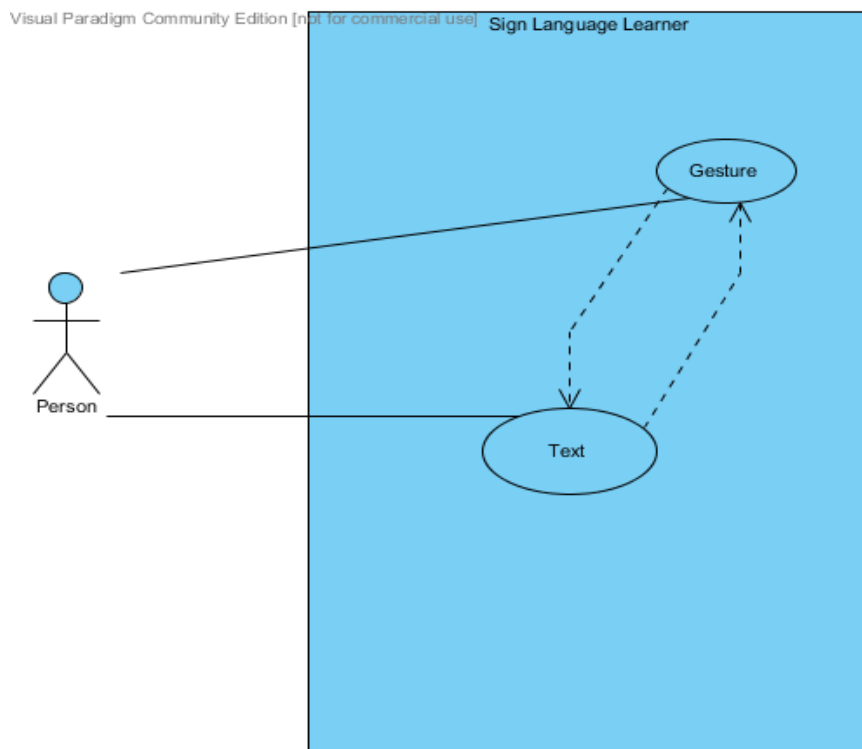 Visual Paradigm Community Edition [not for commercial use]
Sign Language Learner
Gesture
Person
Text